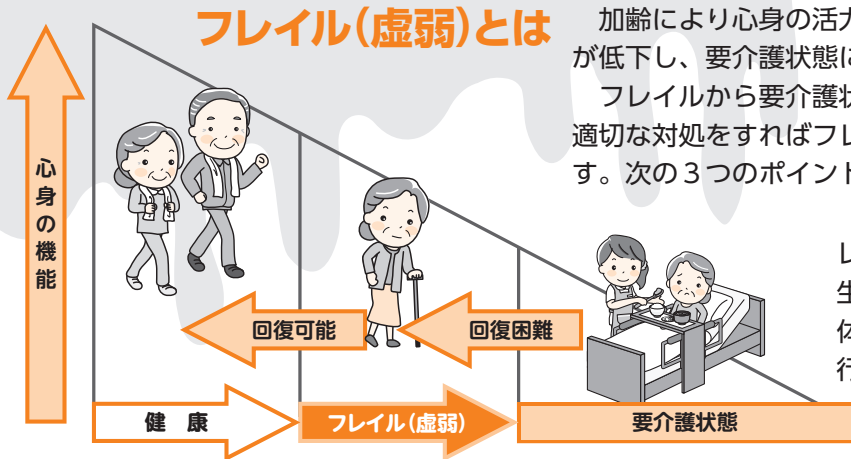 フレイル(虚弱)とは
加齢により心身の活力
が低下し、要介護状態に
フレイルから要介護状
適切な対処をすればフレ
す。次の３つのポイント
心身の機能
レ
生
体
行
回復可能
回復困難
健 康
フレイル(虚弱)
要介護状態